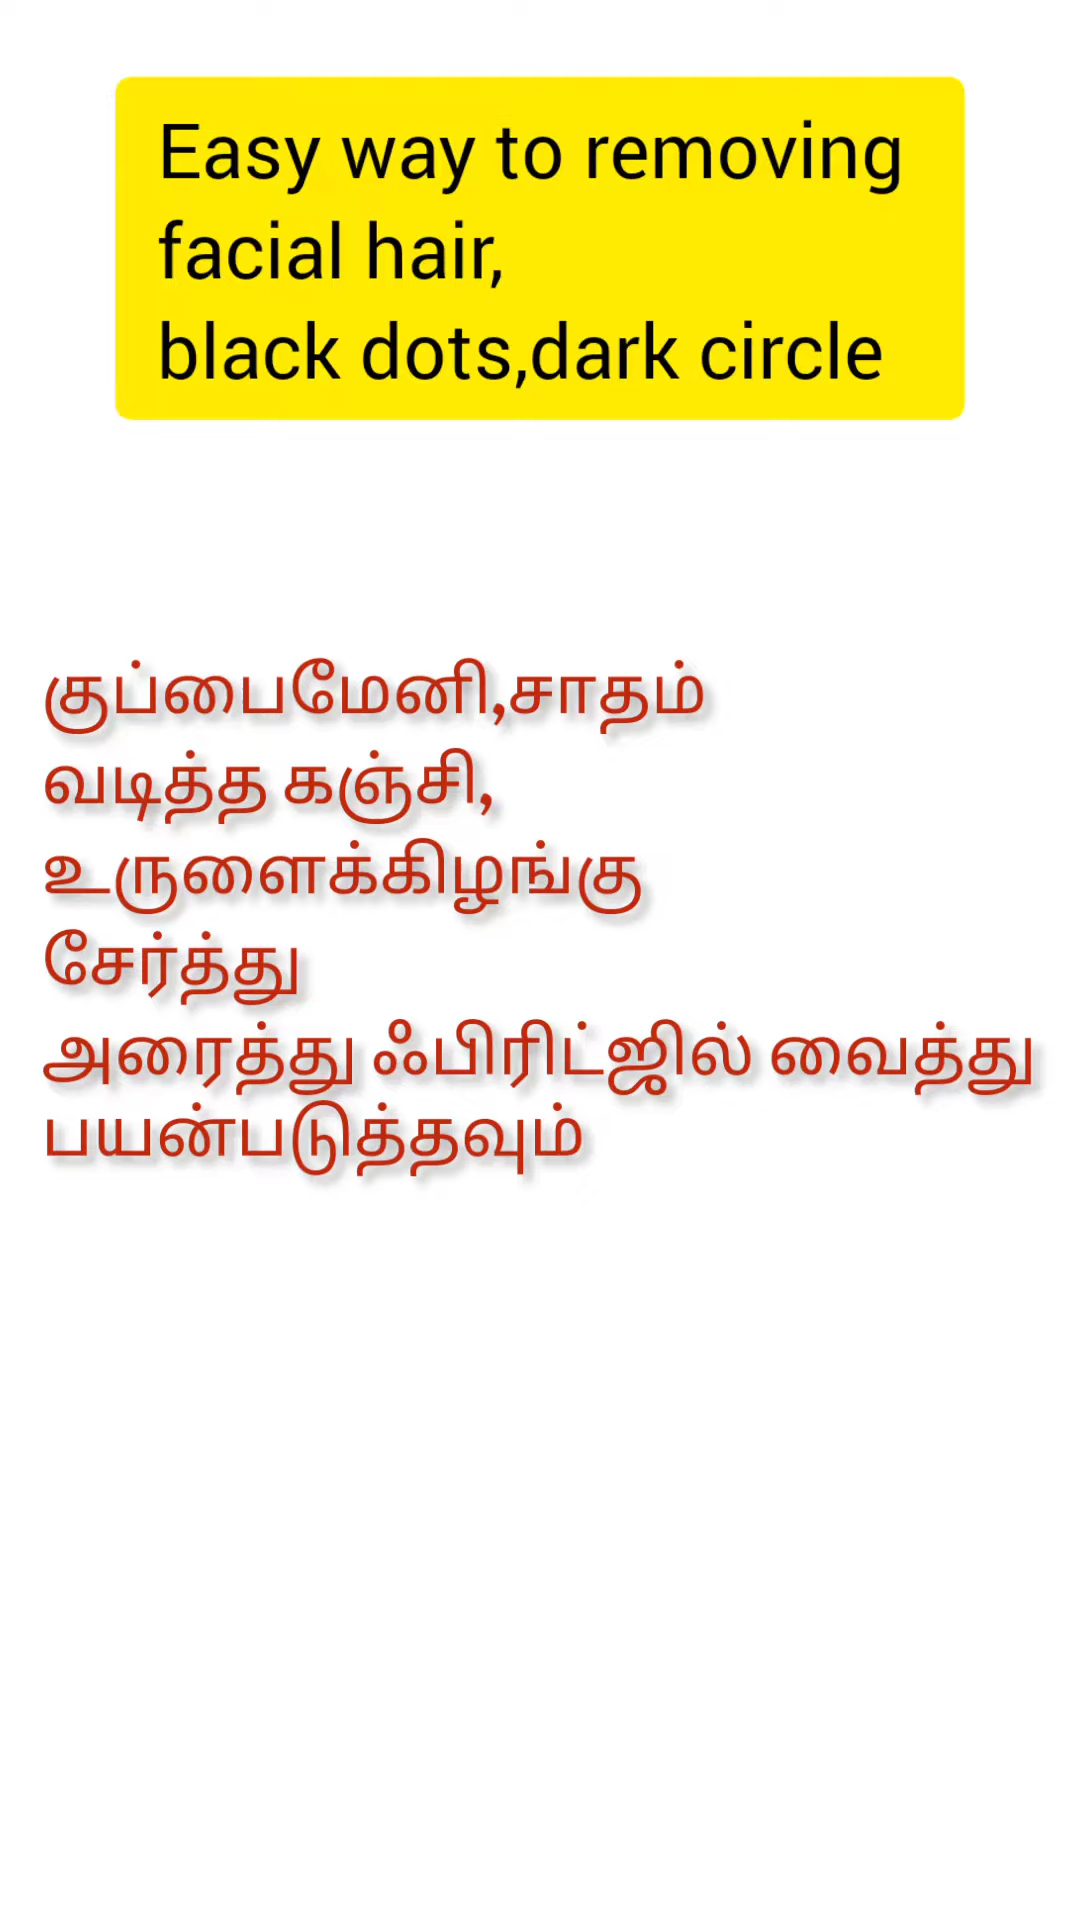 Easy way to removing
facial hair,
black dots,dark circle
குப்பைமேனி,சாதம்
வடித்த கஞ்சி,
உருளைக்கிழங்கு
சேர்த்து
அரைத்து ஃபிரிட்ஜில் வைத்து
பயன்படுத்தவும்